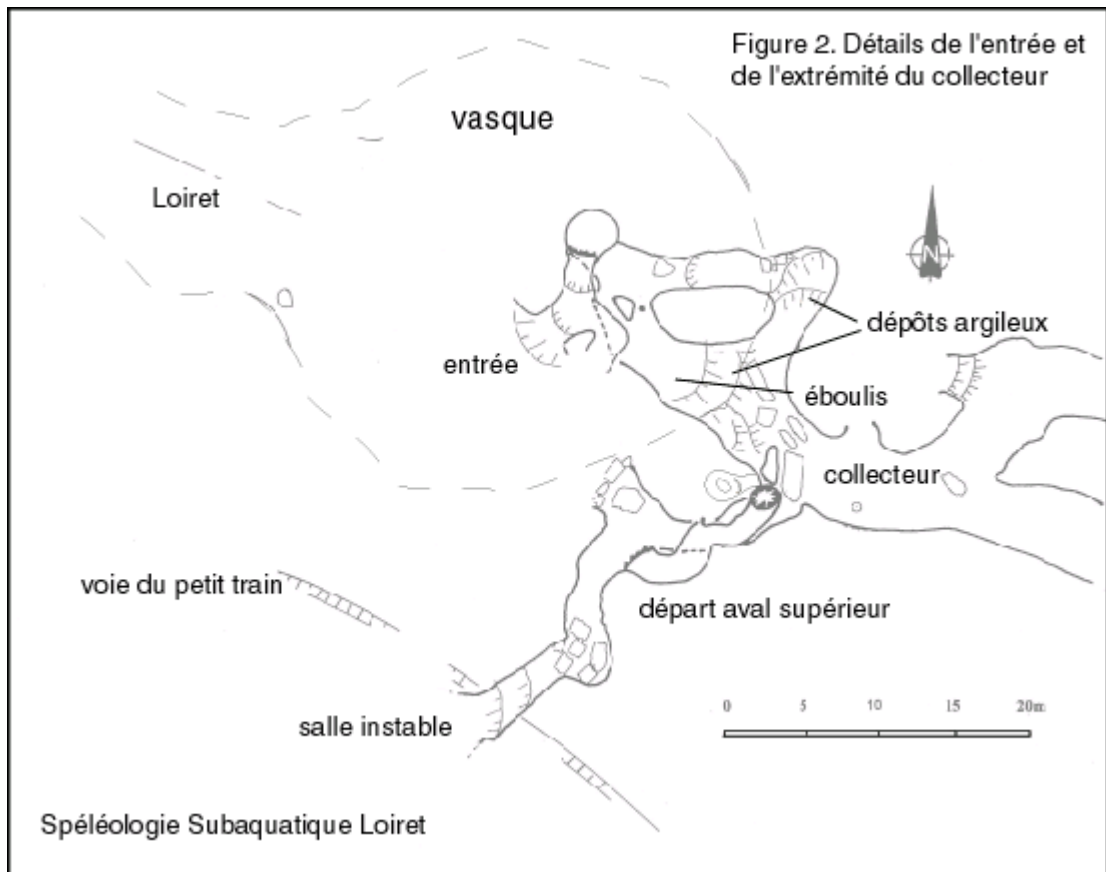 Figure 2. Détails de l'entrée et
de l'extrémité du collecteur
vasque
Loiret
N
dépôts argileux
entrée
éboulis
collecteur
voie du petit train
départ aval supérieur
salle instable
0 5 10 15 20m
Spéléologie Subaquatique Loiret